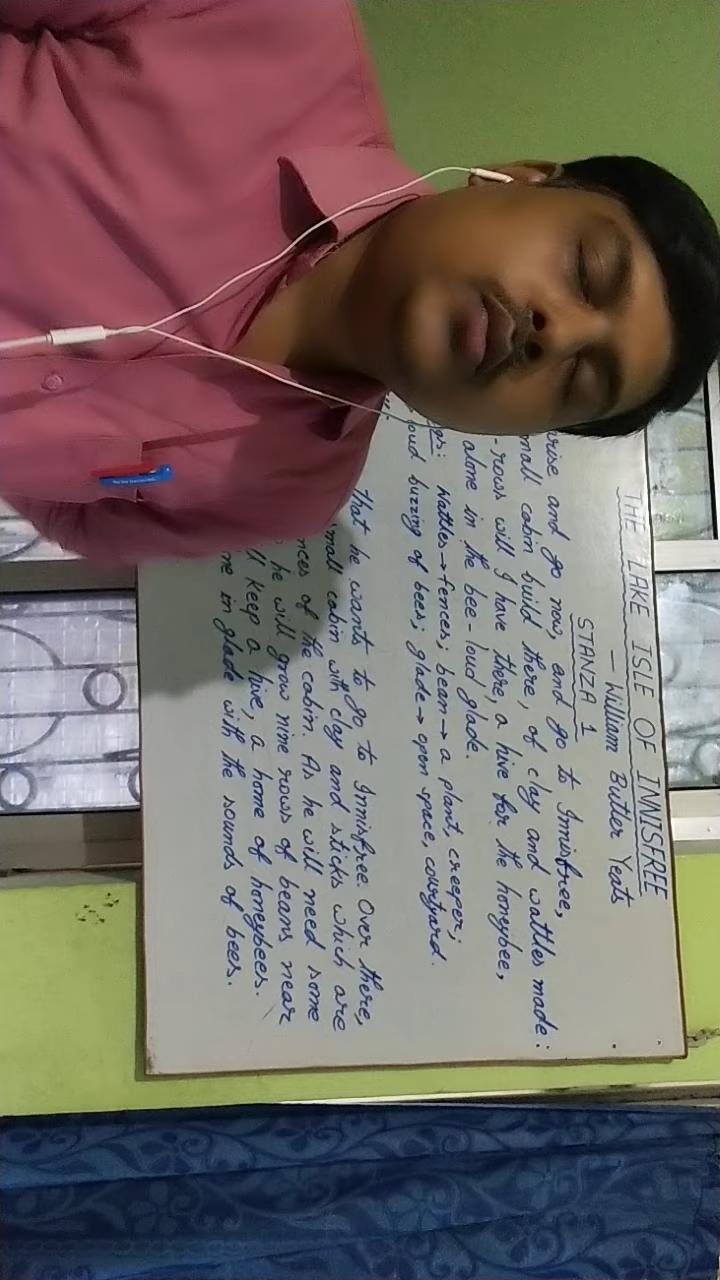 THE LAKE ISLE OF INNISFREE
- William Butler Yeats
STANZA 1
arise and go now, and go to Innisfree,
small cabin build there, of clay and wattles made:
-rows will I have there, a hive for the honeybee,
alone in the bee-loud glade.
Wattles → fences; bean → a plant, creeper;
loud buzzing of bees; glade → open space, courtyard.
that he wants to go to Innisfree. Over there,
small cabin with clay and sticks which are
of the cabin. As he will need some
he will grow nine rows of beans near
keep a hive, a home of honeybees.
in glade with the sounds of bees.